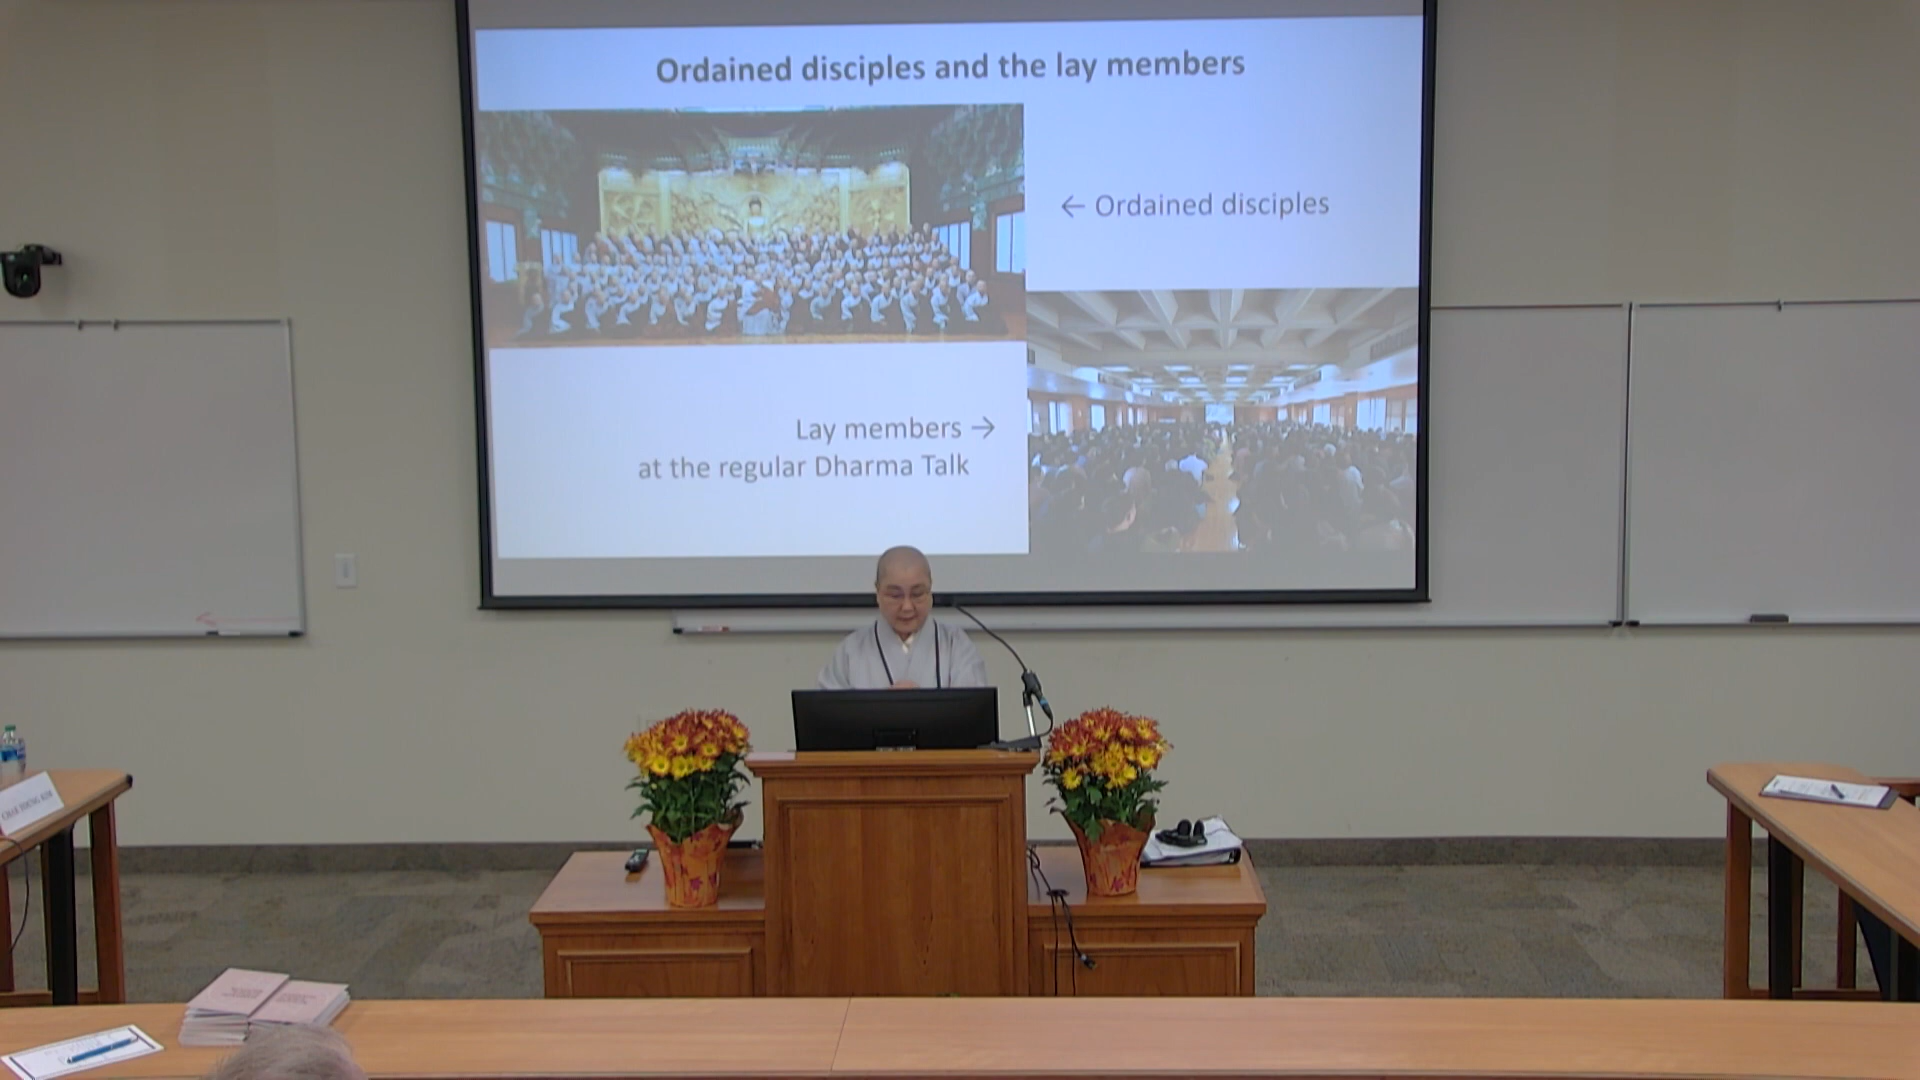 Ordained disciples and the lay members
← Ordained disciples
Lay members →
at the regular Dharma Talk